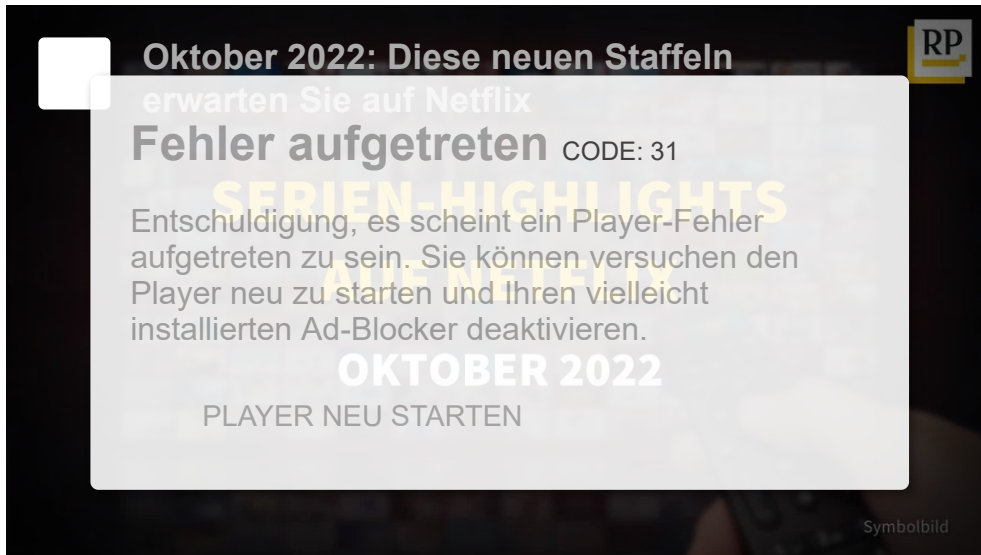 Oktober 2022: Diese neuen Staffeln
erwarten Sie auf Netflix
RP
Fehler aufgetreten CODE: 31
SERIEN-HIGHLIGHTS
Entschuldigung, es scheint ein Player-Fehler
aufgetreten zu sein. Sie können versuchen den
AUF NETFLIX
Player neu zu starten und Ihren vielleicht
installierten Ad-Blocker deaktivieren.
OKTOBER 2022
PLAYER NEU STARTEN
Symbolbild